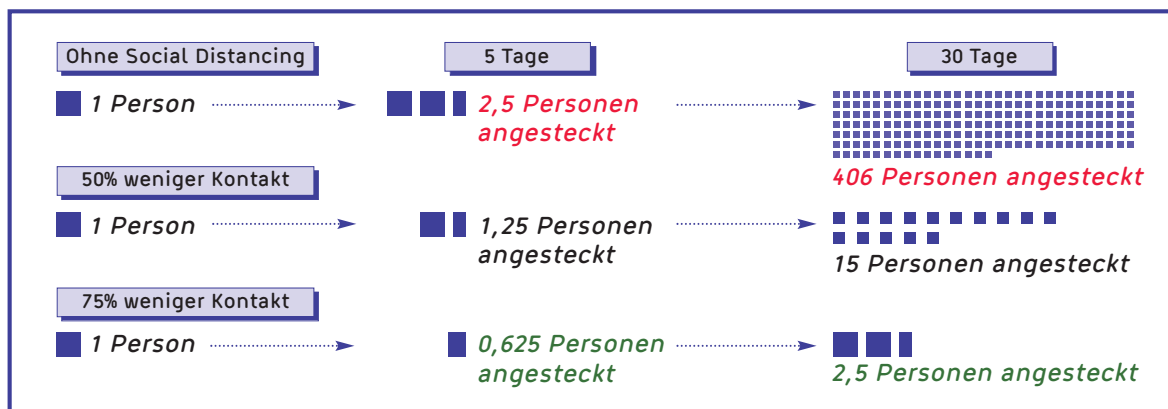 Ohne Social Distancing
5 Tage
30 Tage
1 Person
2,5 Personen
angesteckt
406 Personen angesteckt
50% weniger Kontakt
1 Person
1,25 Personen
angesteckt
15 Personen angesteckt
75% weniger Kontakt
1 Person
0,625 Personen
angesteckt
2,5 Personen angesteckt